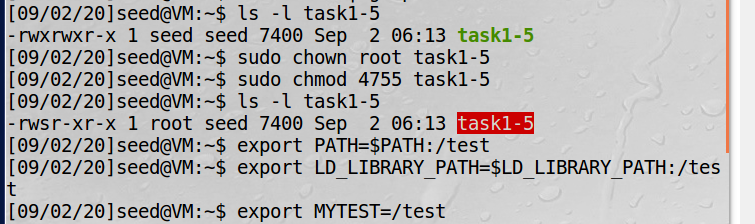 [09/02/20]seed@VM:~$ ls -l task1-5
-rwxrwxr-x 1 seed seed 7400 Sep  2 06:13 task1-5
[09/02/20]seed@VM:~$ sudo chown root task1-5
[09/02/20]seed@VM:~$ sudo chmod 4755 task1-5
[09/02/20]seed@VM:~$ ls -l task1-5
-rwsr-xr-x 1 root seed 7400 Sep  2 06:13 task1-5
[09/02/20]seed@VM:~$ export PATH=$PATH:/test
[09/02/20]seed@VM:~$ export LD_LIBRARY_PATH=$LD_LIBRARY_PATH:/tes
t
[09/02/20]seed@VM:~$ export MYTEST=/test